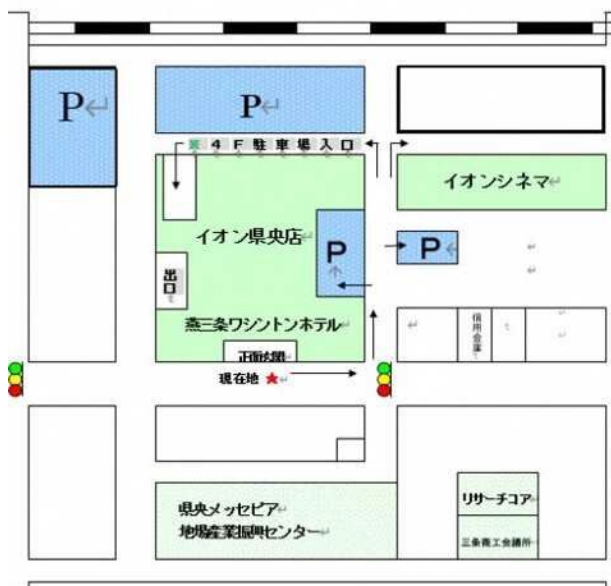 P
P
※4F駐車場入口
イオンシネマ
イオン県央店
P
P
出口
信用金庫
燕三条ワシントンホテル
正面玄関
現在地 ★
県央メッセピア
地場産業振興センター
リサーチコア
三条商工会議所